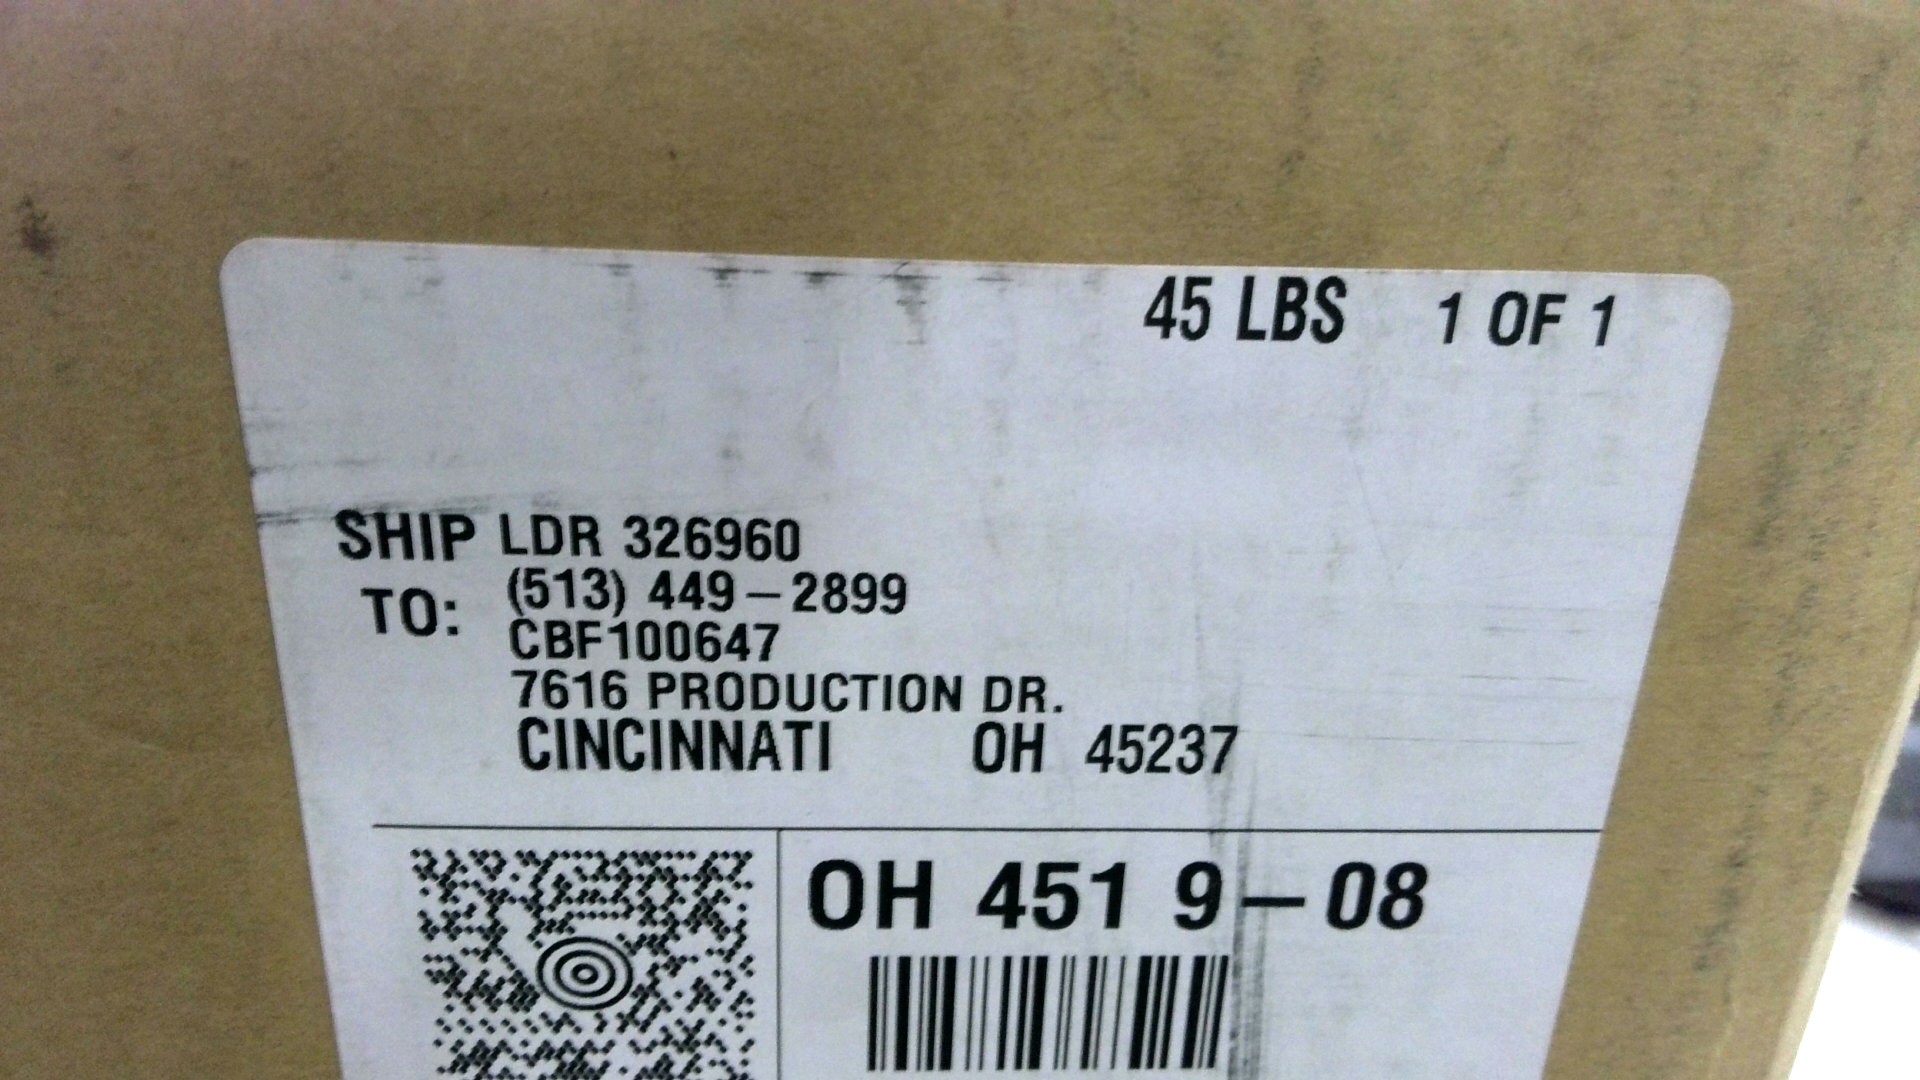 45 LBS 1 OF 1
SHIP TO:
LDR 326960
(513) 449-2899
CBF100647
7616 PRODUCTION DR.
CINCINNATI OH 45237
OH 451 9-08